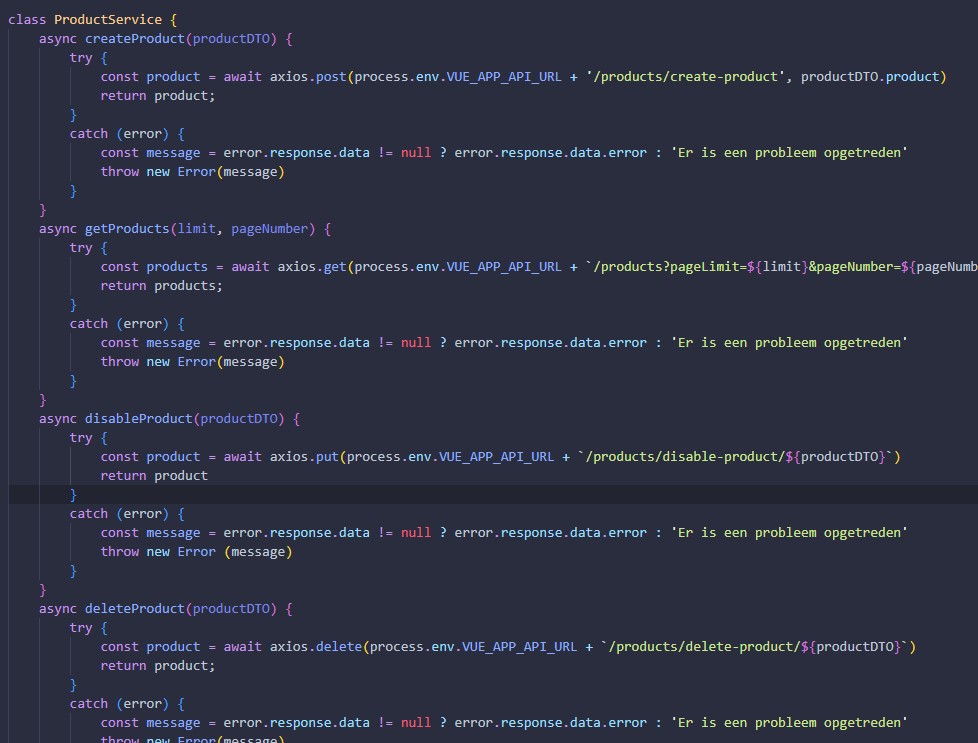 class ProductService {
    async createProduct(productDTO) {
        try {
            const product = await axios.post(process.env.VUE_APP_API_URL + '/products/create-product', productDTO.product)
            return product;
        }
        catch (error) {
            const message = error.response.data != null ? error.response.data.error : 'Er is een probleem opgetreden'
            throw new Error(message)
        }
    }
    async getProducts(limit, pageNumber) {
        try {
            const products = await axios.get(process.env.VUE_APP_API_URL + `/products?pageLimit=${limit}&pageNumber=${pageNumb
            return products;
        }
        catch (error) {
            const message = error.response.data != null ? error.response.data.error : 'Er is een probleem opgetreden'
            throw new Error(message)
        }
    }
    async disableProduct(productDTO) {
        try {
            const product = await axios.put(process.env.VUE_APP_API_URL + `/products/disable-product/${productDTO}`)
            return product
        }
        catch (error) {
            const message = error.response.data != null ? error.response.data.error : 'Er is een probleem opgetreden'
            throw new Error (message)
        }
    }
    async deleteProduct(productDTO) {
        try {
            const product = await axios.delete(process.env.VUE_APP_API_URL + `/products/delete-product/${productDTO}`)
            return product;
        }
        catch (error) {
            const message = error.response.data != null ? error.response.data.error : 'Er is een probleem opgetreden'
            throw new Error(message)